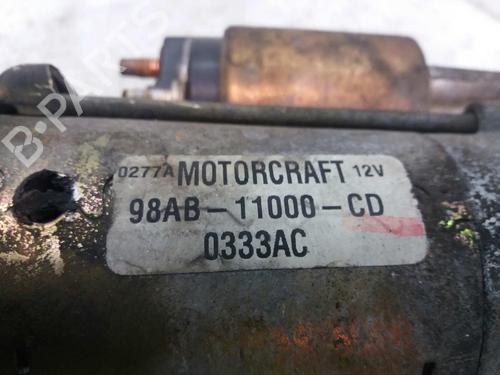 B-PARTS
0277A MOTORCRAFT 12V
98AB-11000-CD
0333AC